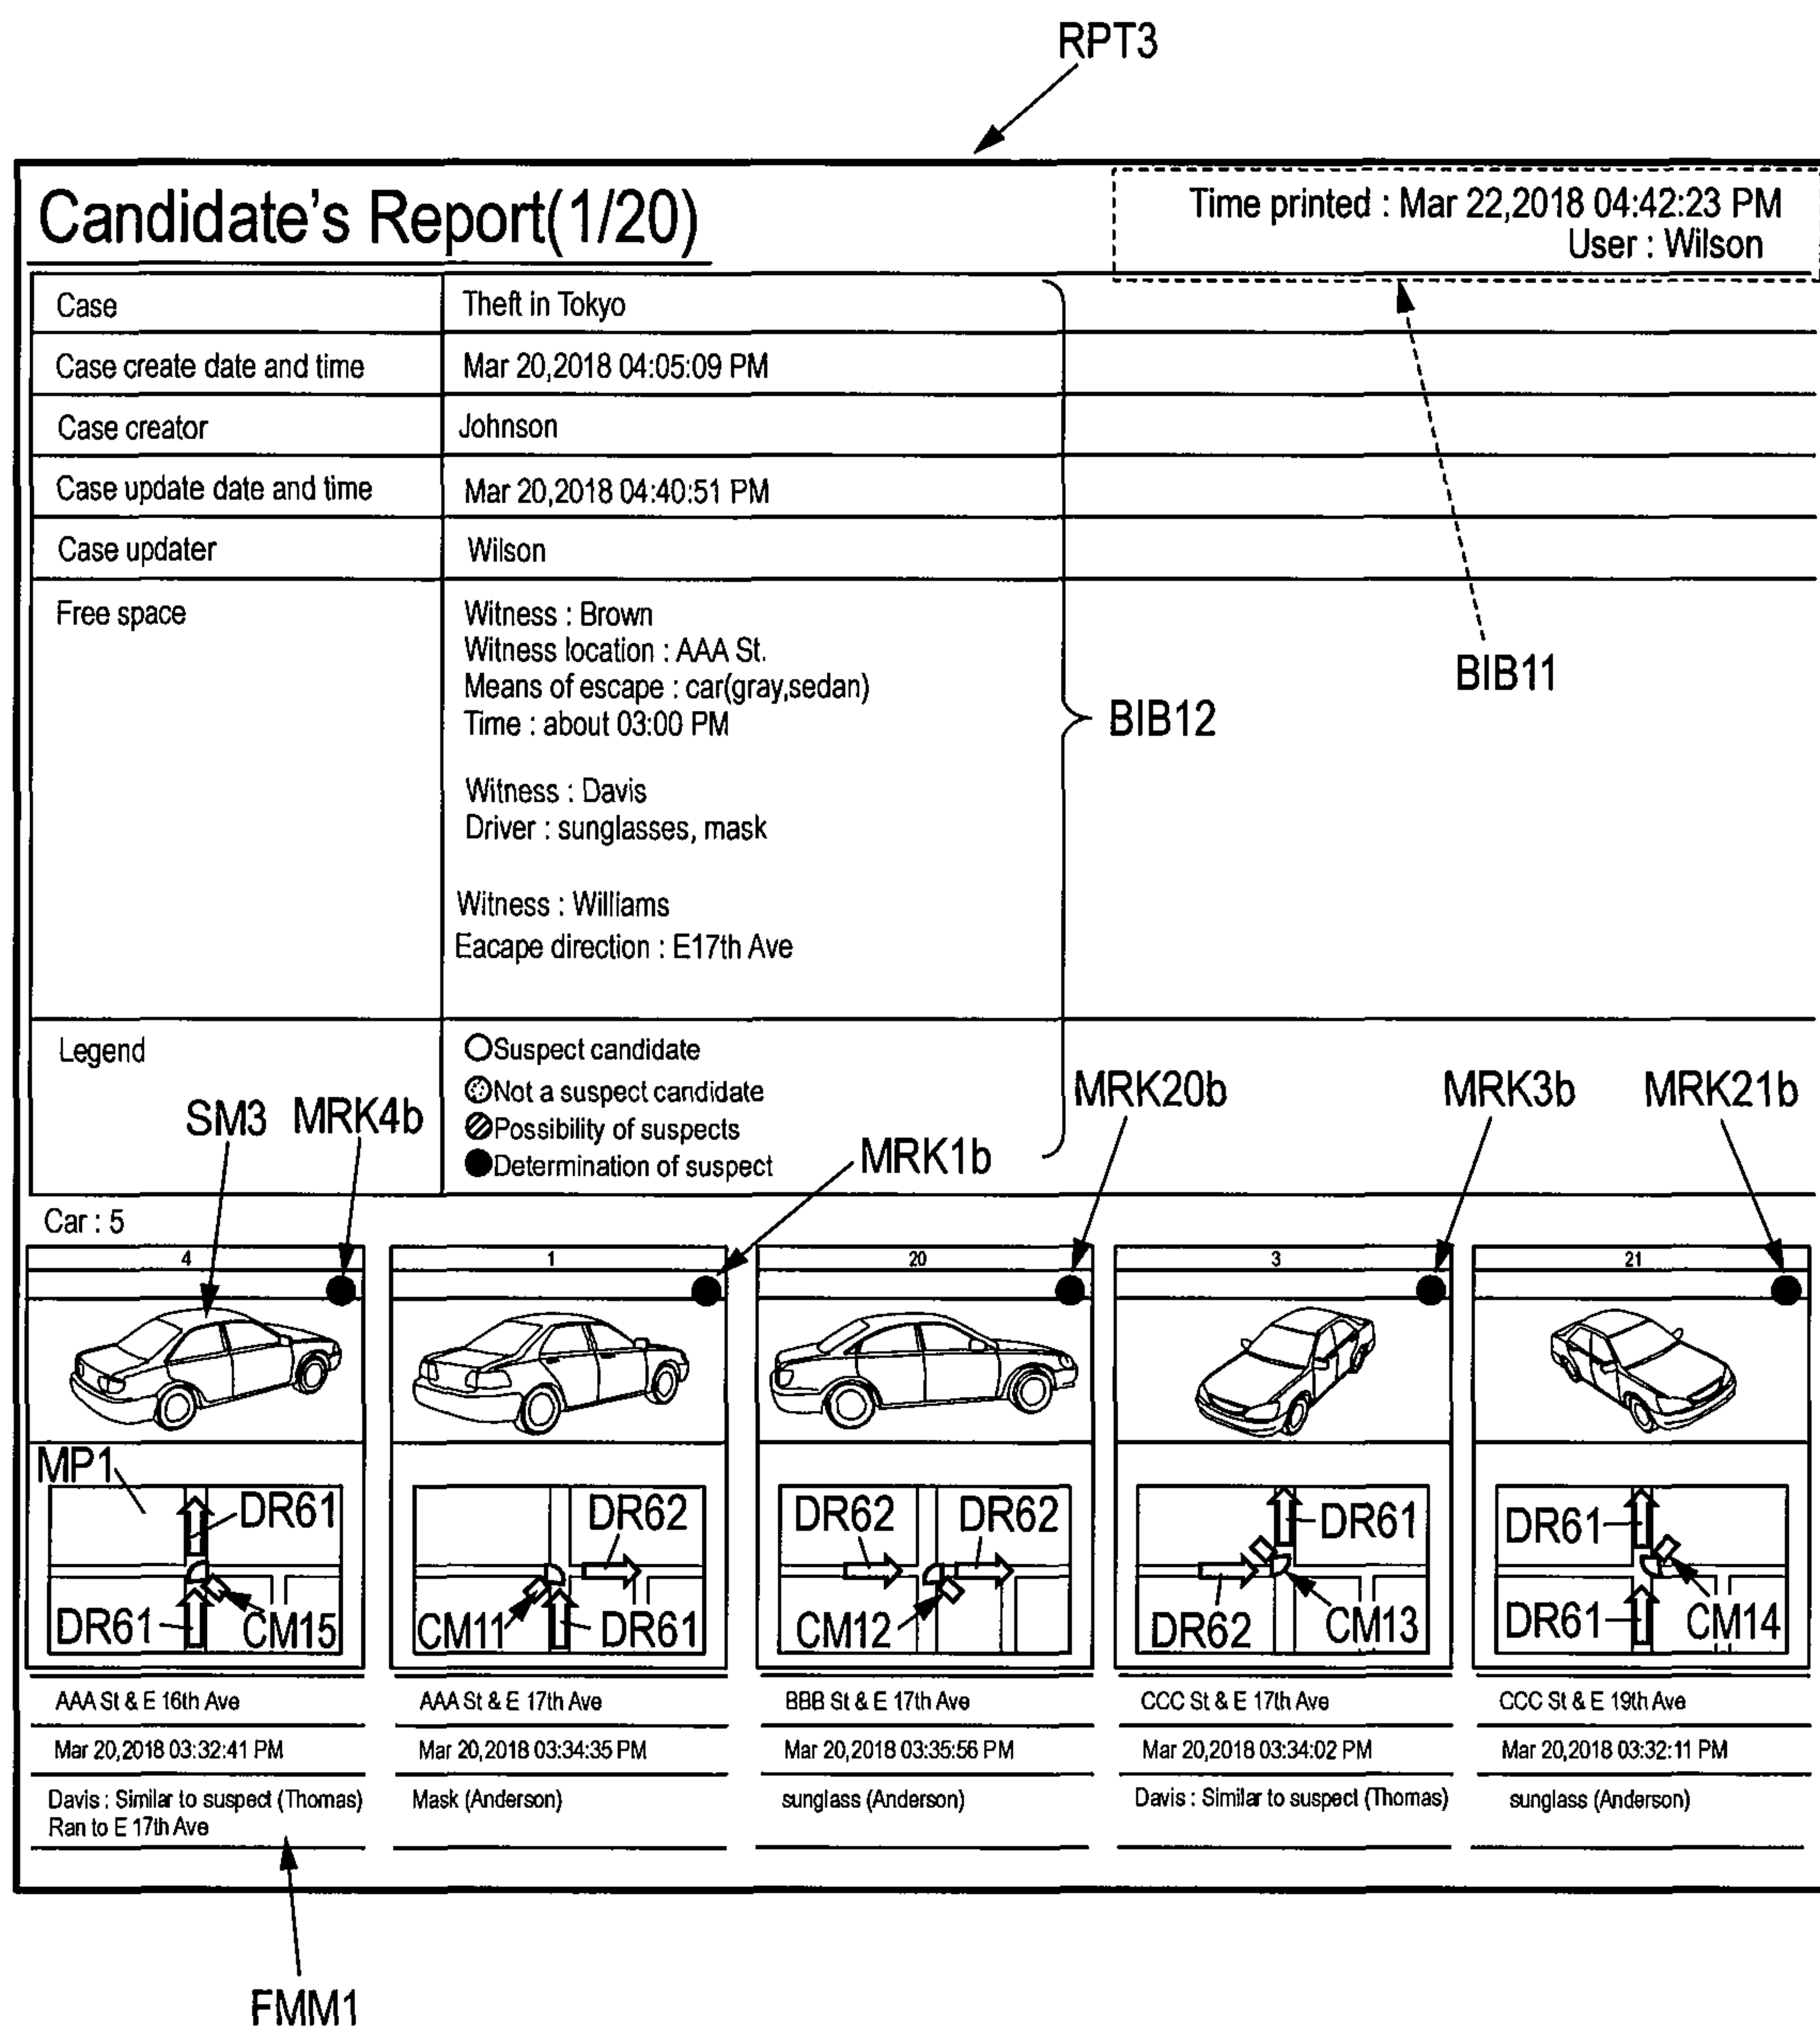 RPT3
Candidate's Report(1/20)
Time printed : Mar 22,2018 04:42:23 PM
User : Wilson
Case
Theft in Tokyo
Case create date and time
Mar 20,2018 04:05:09 PM
Case creator
Johnson
Case update date and time
Mar 20,2018 04:40:51 PM
Case updater
Wilson
Free space
Witness : Brown
Witness location : AAA St.
Means of escape : car(gray,sedan)
Time : about 03:00 PM
Witness : Davis
Driver : sunglasses, mask
Witness : Williams
Eacape direction : E17th Ave
BIB11
BIB12
Legend
Suspect candidate
Not a suspect candidate
Possibility of suspects
Determination of suspect
SM3
MRK4b
MRK1b
MRK20b
MRK3b
MRK21b
Car : 5
4
1
20
3
21
MP1
DR61
DR61
CM15
DR62
CM11
DR61
DR62
DR62
CM12
DR61
DR62
CM13
DR61
DR61
CM14
AAA St & E 16th Ave
AAA St & E 17th Ave
BBB St & E 17th Ave
CCC St & E 17th Ave
CCC St & E 19th Ave
Mar 20,2018 03:32:41 PM
Mar 20,2018 03:34:35 PM
Mar 20,2018 03:35:56 PM
Mar 20,2018 03:34:02 PM
Mar 20,2018 03:32:11 PM
Davis : Similar to suspect (Thomas)
Ran to E 17th Ave
Mask (Anderson)
sunglass (Anderson)
Davis : Similar to suspect (Thomas)
sunglass (Anderson)
FMM1